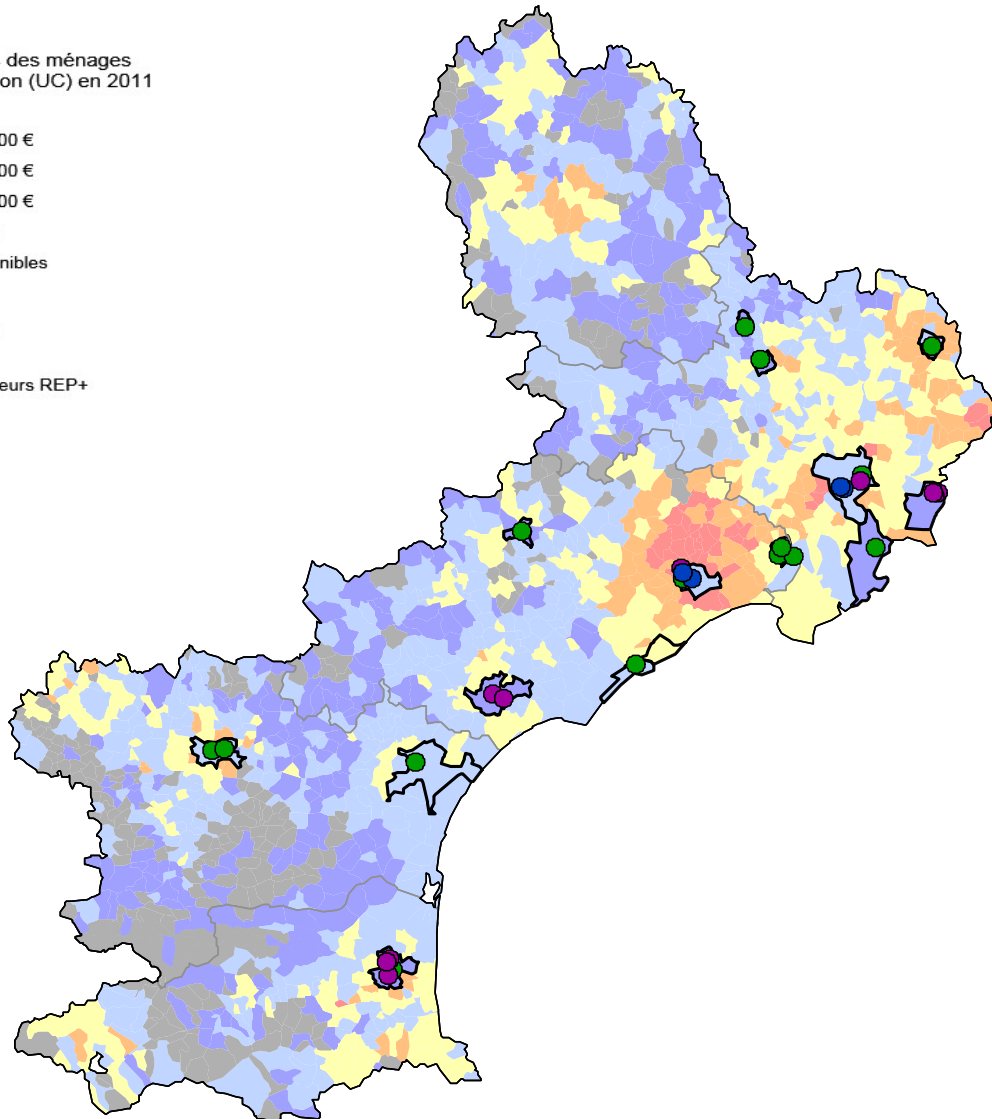 des ménages
on (UC) en 2011
00 €
00 €
00 €
nibles
eurs REP+